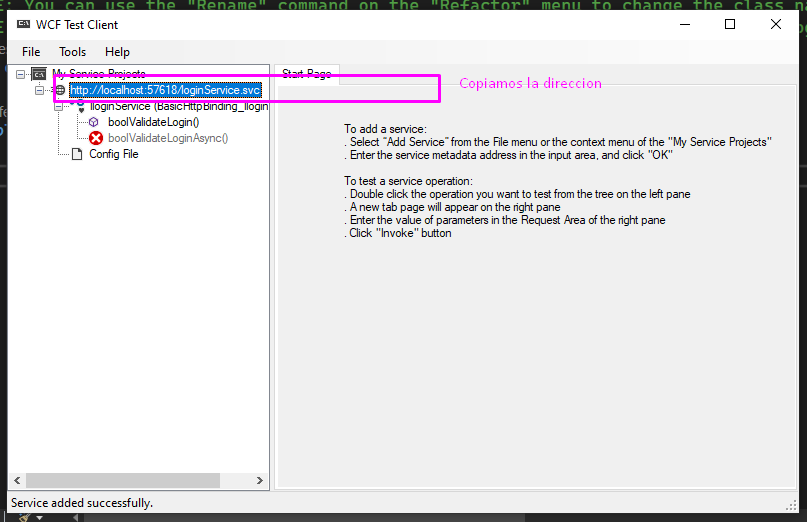 E: You can use the "Rename" command on the "Refactor" menu to change the class na
WCF Test Client
File Tools Help
My Service Projects
http://localhost:57618/loginService.svc
IloginService (BasicHttpBinding_Ilogin
boolValidateLogin()
boolValidateLoginAsync()
Config File
Start Page
Copiamos la direccion
To add a service:
. Select "Add Service" from the File menu or the context menu of the "My Service Projects"
. Enter the service metadata address in the input area, and click "OK"
To test a service operation:
. Double click the operation you want to test from the tree on the left pane
. A new tab page will appear on the right pane
. Enter the value of parameters in the Request Area of the right pane
. Click "Invoke" button
Service added successfully.